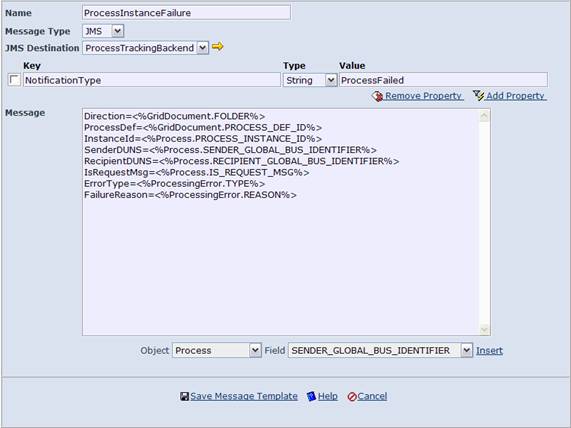 Name ProcessInstanceFailure
Message Type JMS
JMS Destination ProcessTrackingBackend
Key Type Value
NotificationType String ProcessFailed
Remove Property Add Property
Message
Direction=<%GridDocument.FOLDER%>
ProcessDef=<%GridDocument.PROCESS_DEF_ID%>
InstanceId=<%Process.PROCESS_INSTANCE_ID%>
SenderDUNS=<%Process.SENDER_GLOBAL_BUS_IDENTIFIER%>
RecipientDUNS=<%Process.RECIPIENT_GLOBAL_BUS_IDENTIFIER%>
IsRequestMsg=<%Process.IS_REQUEST_MSG%>
ErrorType=<%ProcessingError.TYPE%>
FailureReason=<%ProcessingError.REASON%>
Object Process Field SENDER_GLOBAL_BUS_IDENTIFIER Insert
Save Message Template Help Cancel